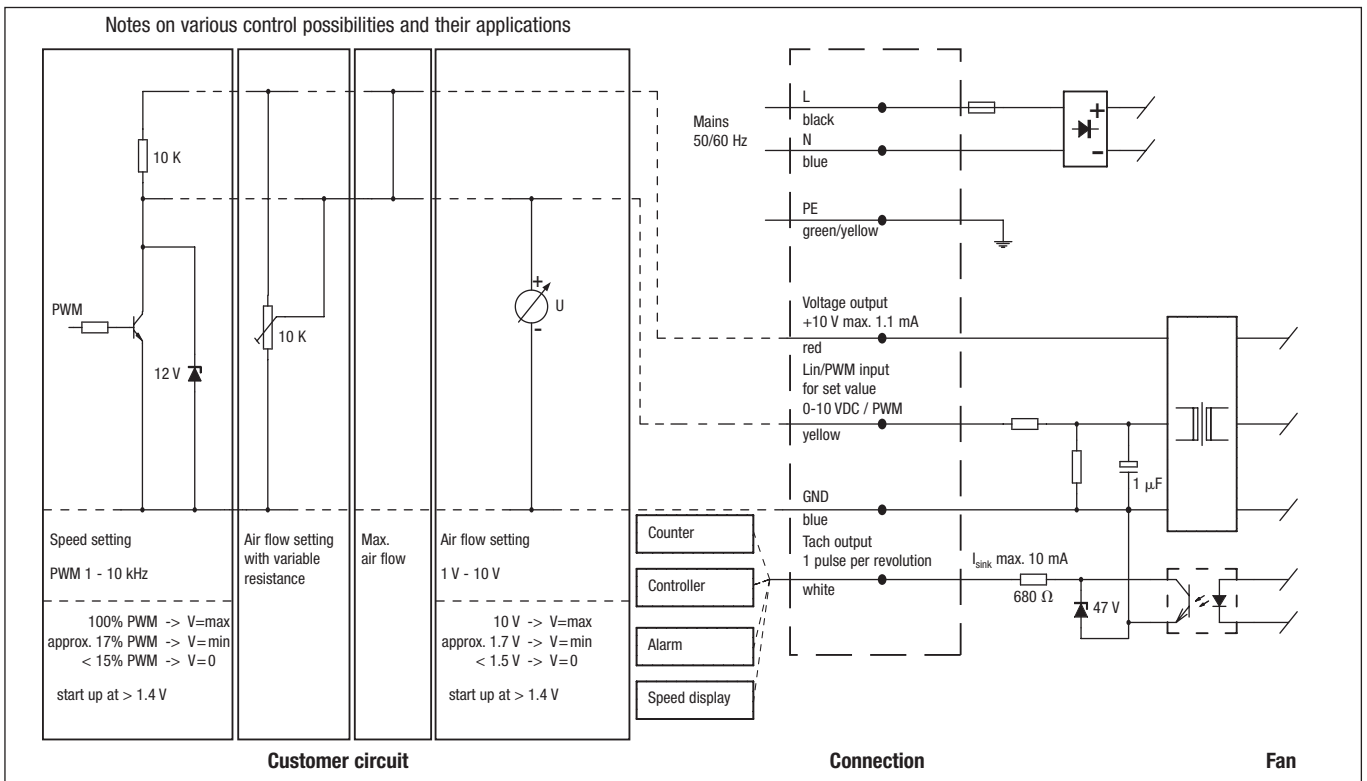 Notes on various control possibilities and their applications
10 K
PWM
12 V
10 K
+
U
-
Speed setting
PWM 1 - 10 kHz
100% PWM -> V=max
approx. 17% PWM -> V=min
< 15% PWM -> V=0
start up at > 1.4 V
Air flow setting
with variable
resistance
Max.
air flow
Air flow setting
1 V - 10 V
10 V -> V=max
approx. 1.7 V -> V=min
< 1.5 V -> V=0
start up at > 1.4 V
Counter
Controller
Alarm
Speed display
Mains
50/60 Hz
L
black
N
blue
PE
green/yellow
+
-
Voltage output
+10 V max. 1.1 mA
red
Lin/PWM input
for set value
0-10 VDC / PWM
yellow
1 µF
GND
blue
Tach output
1 pulse per revolution
white
Isink max. 10 mA
680 Ω
47 V
Customer circuit
Connection
Fan